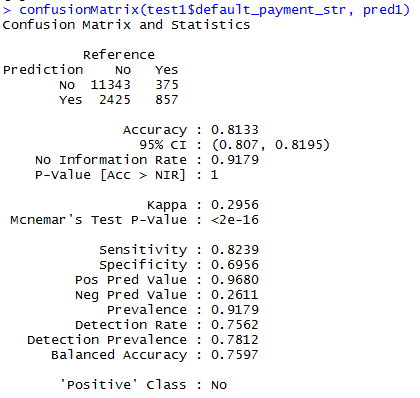 > confusionMatrix(test1$default_payment_str, pred1)
Confusion Matrix and Statistics
Reference
Prediction No Yes
No 11343 375
Yes 2425 857
Accuracy : 0.8133
95% CI : (0.807, 0.8195)
No Information Rate : 0.9179
P-Value [Acc > NIR] : 1
Kappa : 0.2956
Mcnemar's Test P-Value : <2e-16
Sensitivity : 0.8239
Specificity : 0.6956
Pos Pred Value : 0.9680
Neg Pred Value : 0.2611
Prevalence : 0.9179
Detection Rate : 0.7562
Detection Prevalence : 0.7812
Balanced Accuracy : 0.7597
'Positive' Class : No